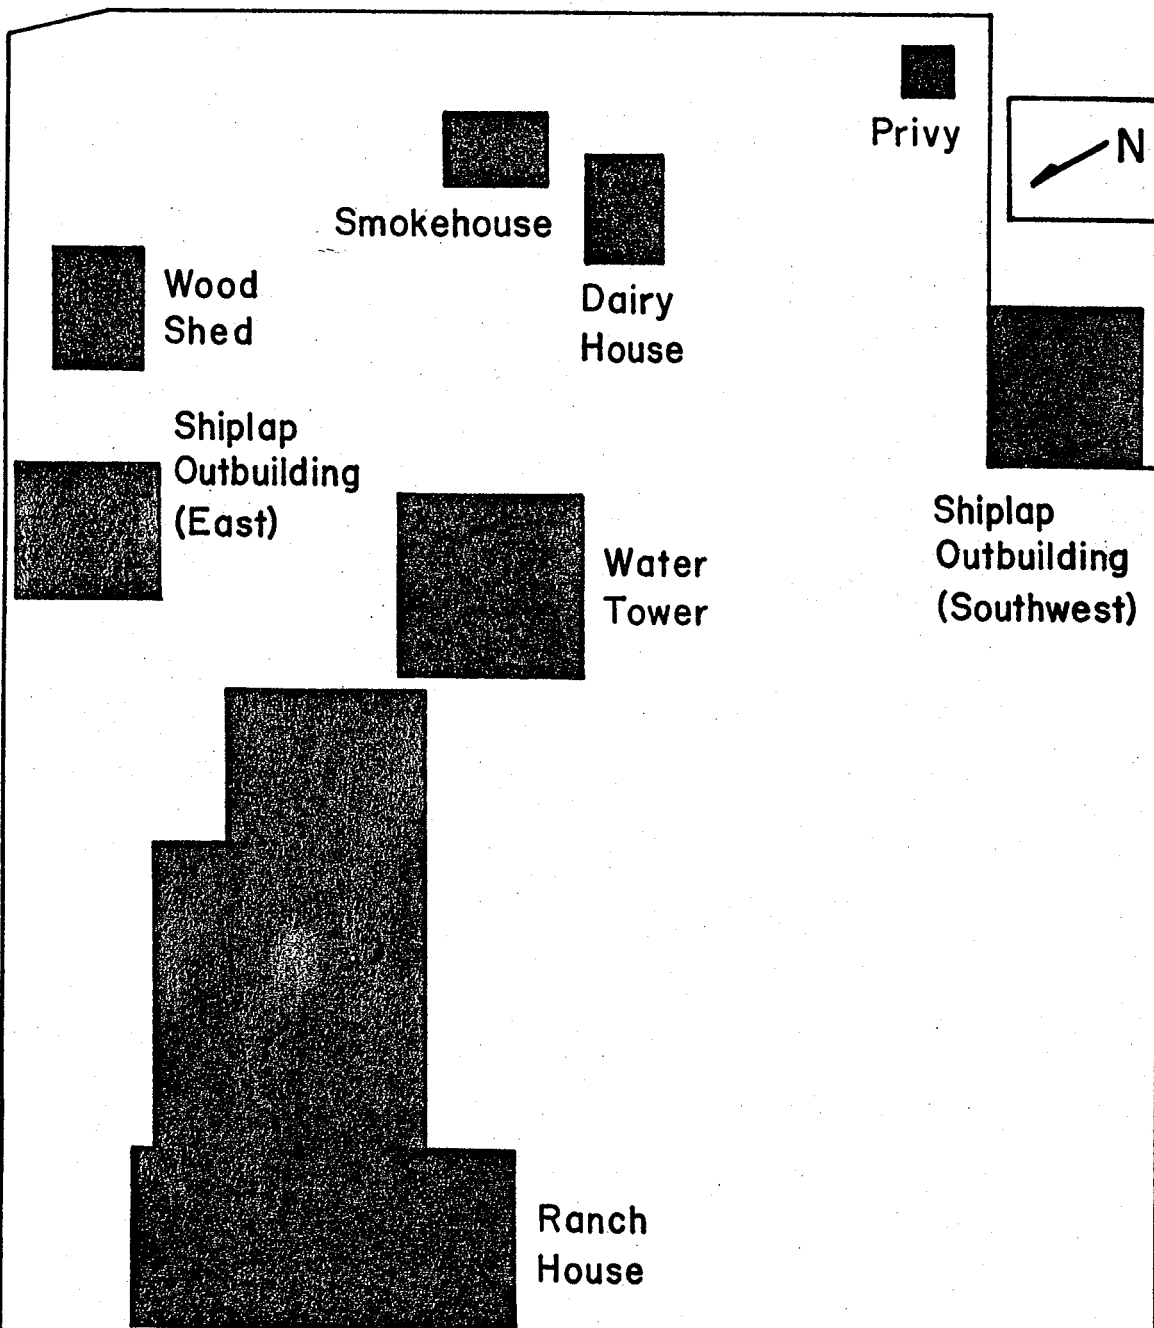 Privy
N
Smokehouse
Wood
Shed
Dairy
House
Shiplap
Outbuilding
(East)
Shiplap
Outbuilding
(Southwest)
Water
Tower
Ranch
House